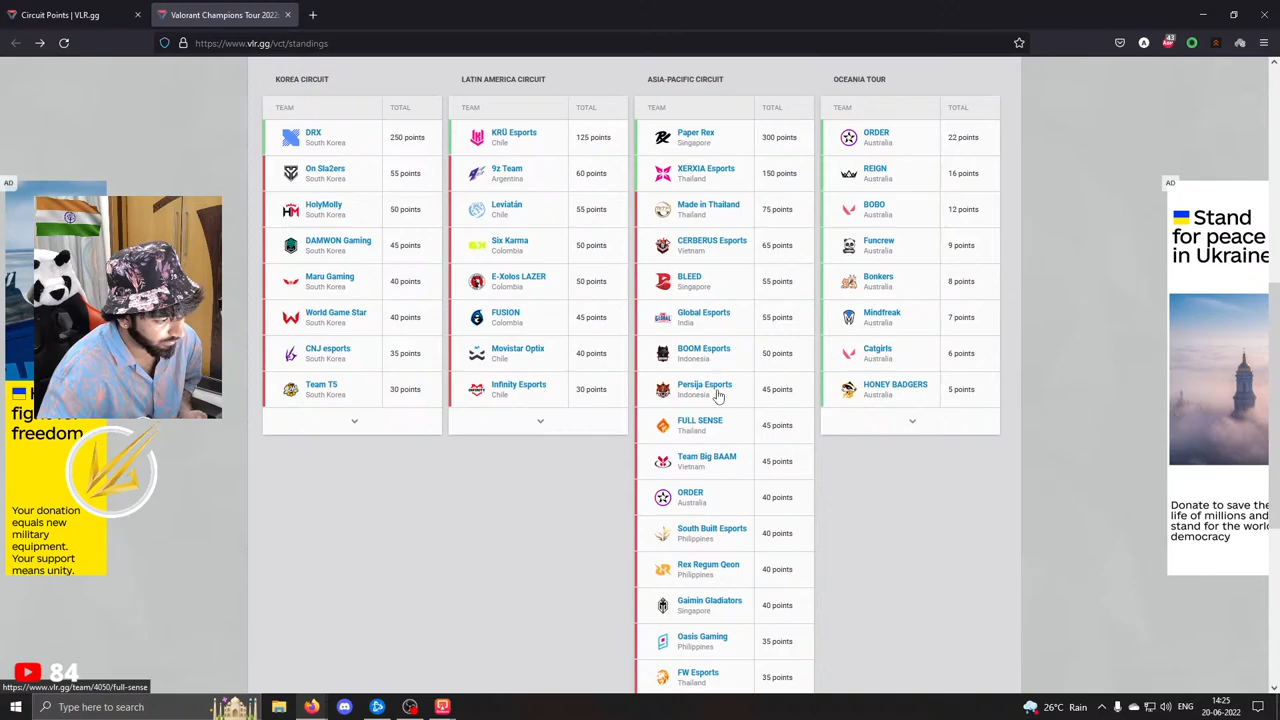 Circuit Points | VLR.gg
Valorant Champions Tour 2022:
https://www.vlr.gg/vct/standings
43
KOREA CIRCUIT
TEAM TOTAL
DRX
South Korea
250 points
On Sla2ers
South Korea
55 points
HolyMolly
South Korea
50 points
DAMWON Gaming
South Korea
45 points
Maru Gaming
South Korea
40 points
World Game Star
South Korea
40 points
CNJ esports
South Korea
35 points
Team T5
South Korea
30 points
LATIN AMERICA CIRCUIT
TEAM TOTAL
KRÜ Esports
Chile
125 points
9z Team
Argentina
60 points
Leviatán
Chile
55 points
Six Karma
Colombia
50 points
E-Xolos LAZER
Colombia
50 points
FUSION
Colombia
45 points
Movistar Optix
Chile
40 points
Infinity Esports
Chile
30 points
ASIA-PACIFIC CIRCUIT
TEAM TOTAL
Paper Rex
Singapore
300 points
XERXIA Esports
Thailand
150 points
Made in Thailand
Thailand
75 points
CERBERUS Esports
Vietnam
65 points
BLEED
Singapore
55 points
Global Esports
India
55 points
BOOM Esports
Indonesia
50 points
Persija Esports
Indonesia
45 points
FULL SENSE
Thailand
45 points
Team Big BAAM
Vietnam
45 points
ORDER
Australia
40 points
South Built Esports
Philippines
40 points
Rex Regum Qeon
Philippines
40 points
Gaimin Gladiators
Singapore
40 points
Oasis Gaming
Philippines
35 points
FW Esports
Thailand
35 points
OCEANIA TOUR
TEAM TOTAL
ORDER
Australia
22 points
REIGN
Australia
16 points
BOBO
Australia
12 points
Funcrew
Australia
9 points
Bonkers
Australia
8 points
Mindfreak
Australia
7 points
Catgirls
Australia
6 points
HONEY BADGERS
Australia
5 points
AD
freedom
Your donation
equals new
military
equipment.
Your support
means unity.
AD
Stand
for peace
in Ukraine
Donate to save the
life of millions and
stand for the world
democracy
84
https://www.vlr.gg/team/4050/full-sense
Type here to search
26°C Rain
14:25
20-06-2022